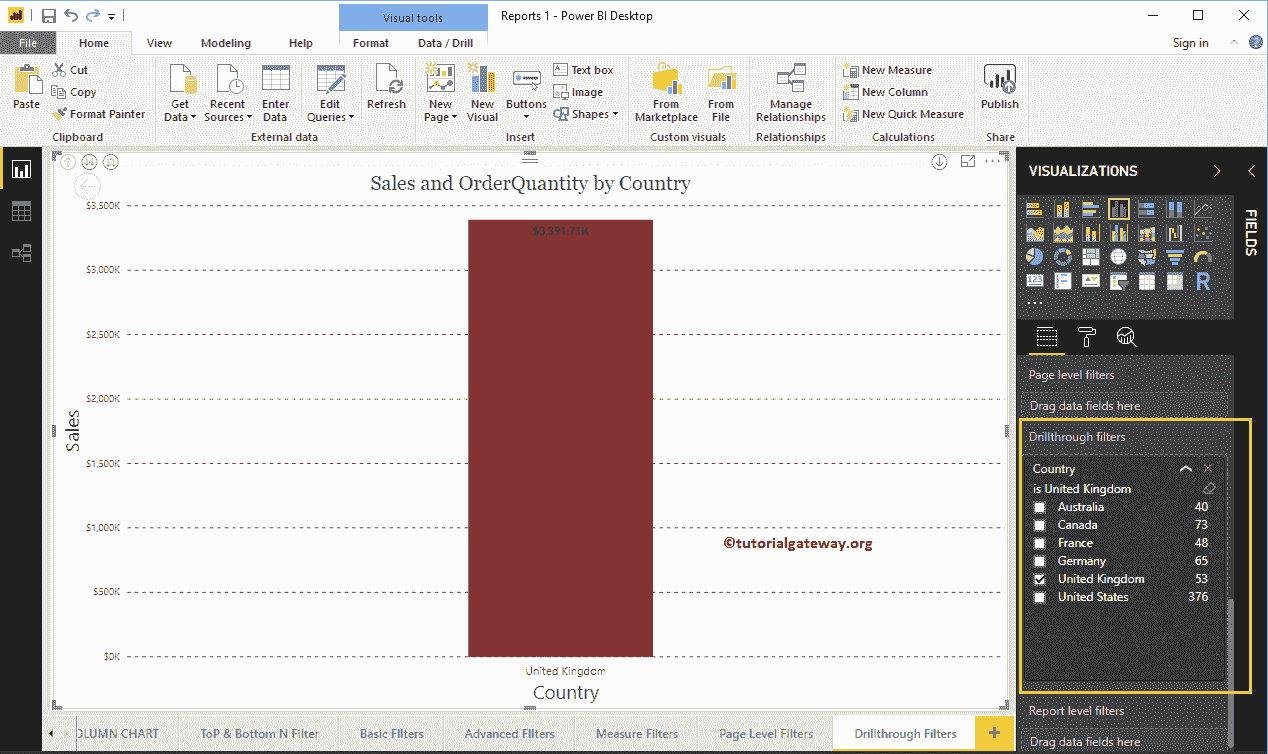 Visual tools
Reports 1 - Power BI Desktop
File
Home
View
Modeling
Help
Format
Data / Drill
Sign in
Paste
Cut
Copy
Format Painter
Clipboard
Get Data
Recent Sources
Enter Data
Edit Queries
External data
Refresh
New Page
New Visual
Buttons
Text box
Image
Shapes
Insert
From Marketplace
From File
Custom visuals
Manage Relationships
Relationships
New Measure
New Column
New Quick Measure
Calculations
Publish
Share
Sales and OrderQuantity by Country
$3,500K
$3,391.71K
$3,000K
$2,500K
$2,000K
$1,500K
$1,000K
$500K
$0K
Sales
©tutorialgateway.org
United Kingdom
Country
VISUALIZATIONS
FIELDS
123
R
Page level filters
Drag data fields here
Drillthrough filters
Country
is United Kingdom
Australia 40
Canada 73
France 48
Germany 65
United Kingdom 53
United States 376
Report level filters
Drag data fields here
OLUMN CHART
ToP & Bottom N Filter
Basic FIlters
Advanced FIlters
Measure Filters
Page Level FIlters
Drillthrough Filters